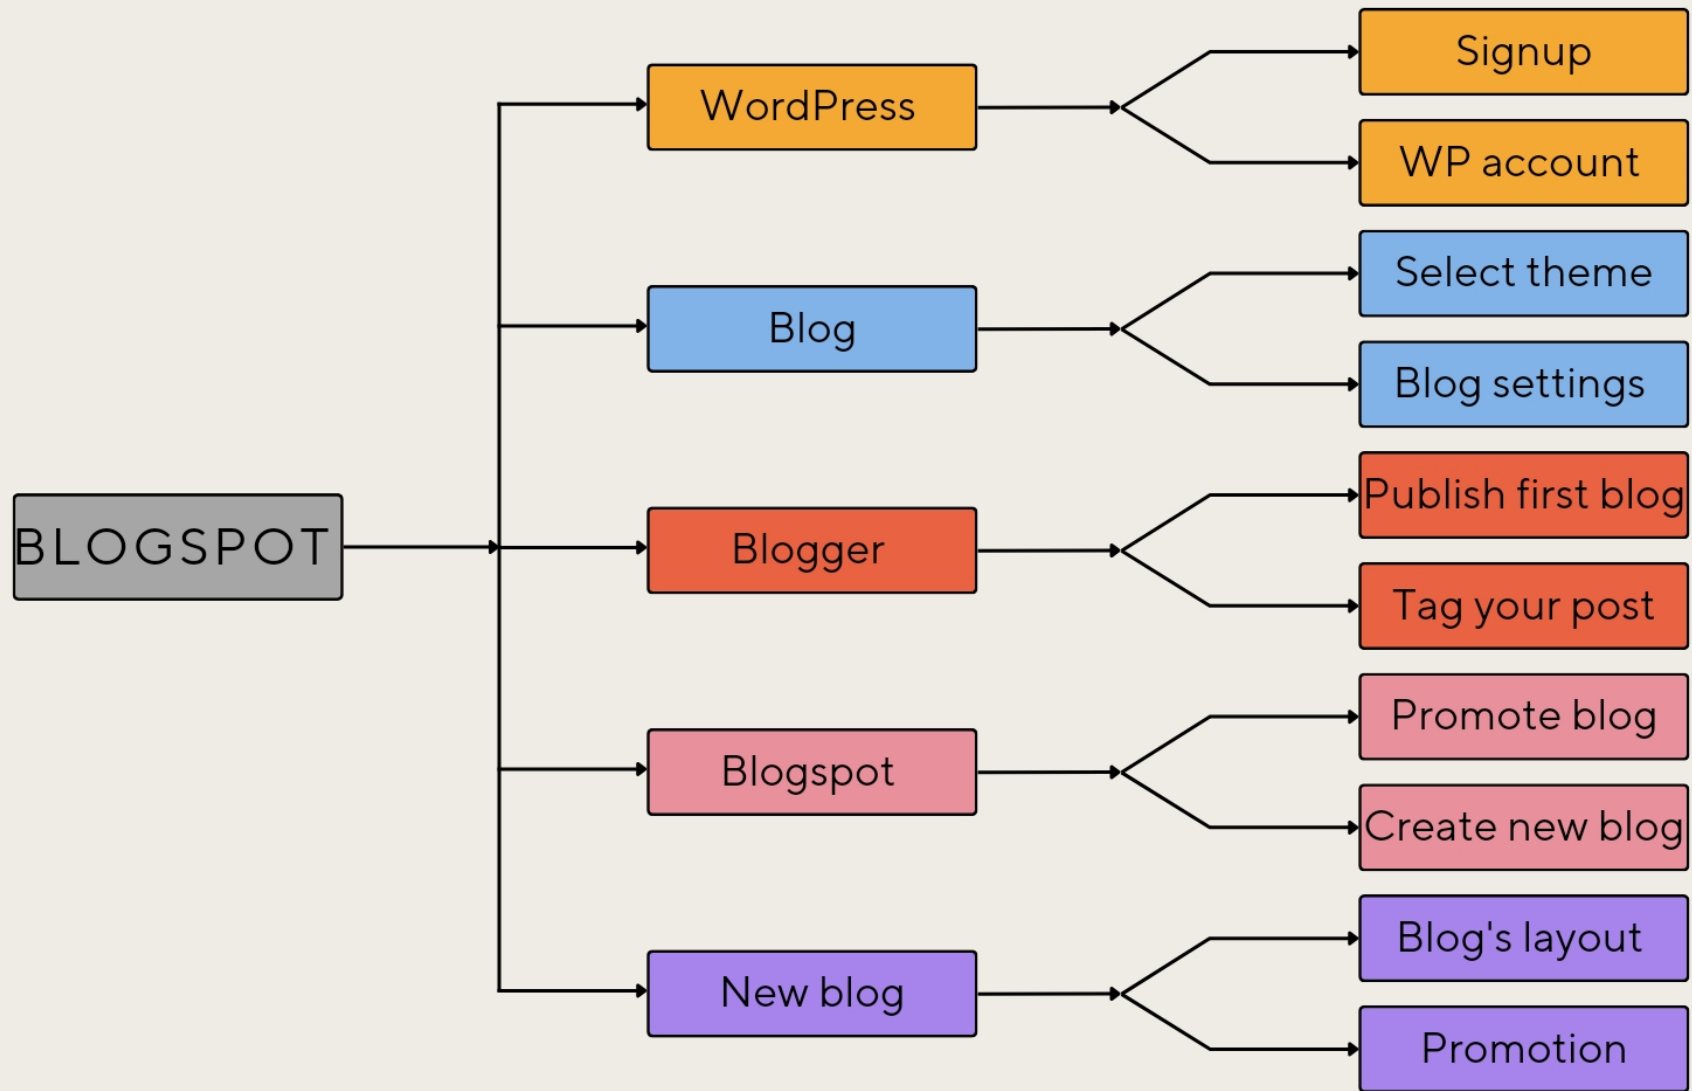 BLOGSPOT
WordPress
Signup
WP account
Blog
Select theme
Blog settings
Blogger
Publish first blog
Tag your post
Blogspot
Promote blog
Create new blog
New blog
Blog's layout
Promotion